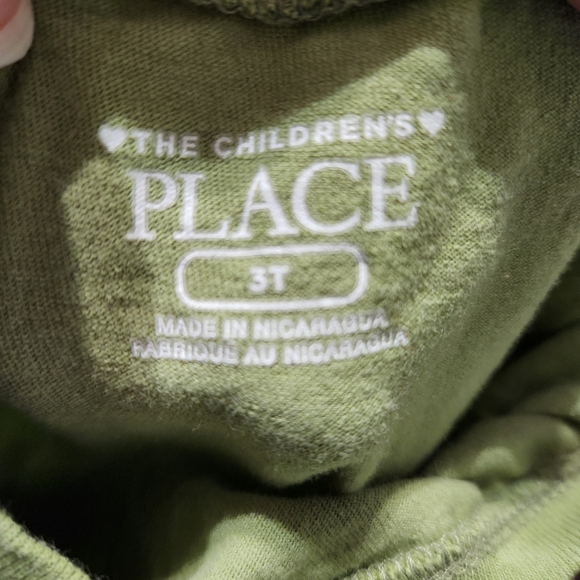 THE CHILDREN'S
PLACE
3T
MADE IN NICARAGUA
FABRIQUE AU NICARAGUA